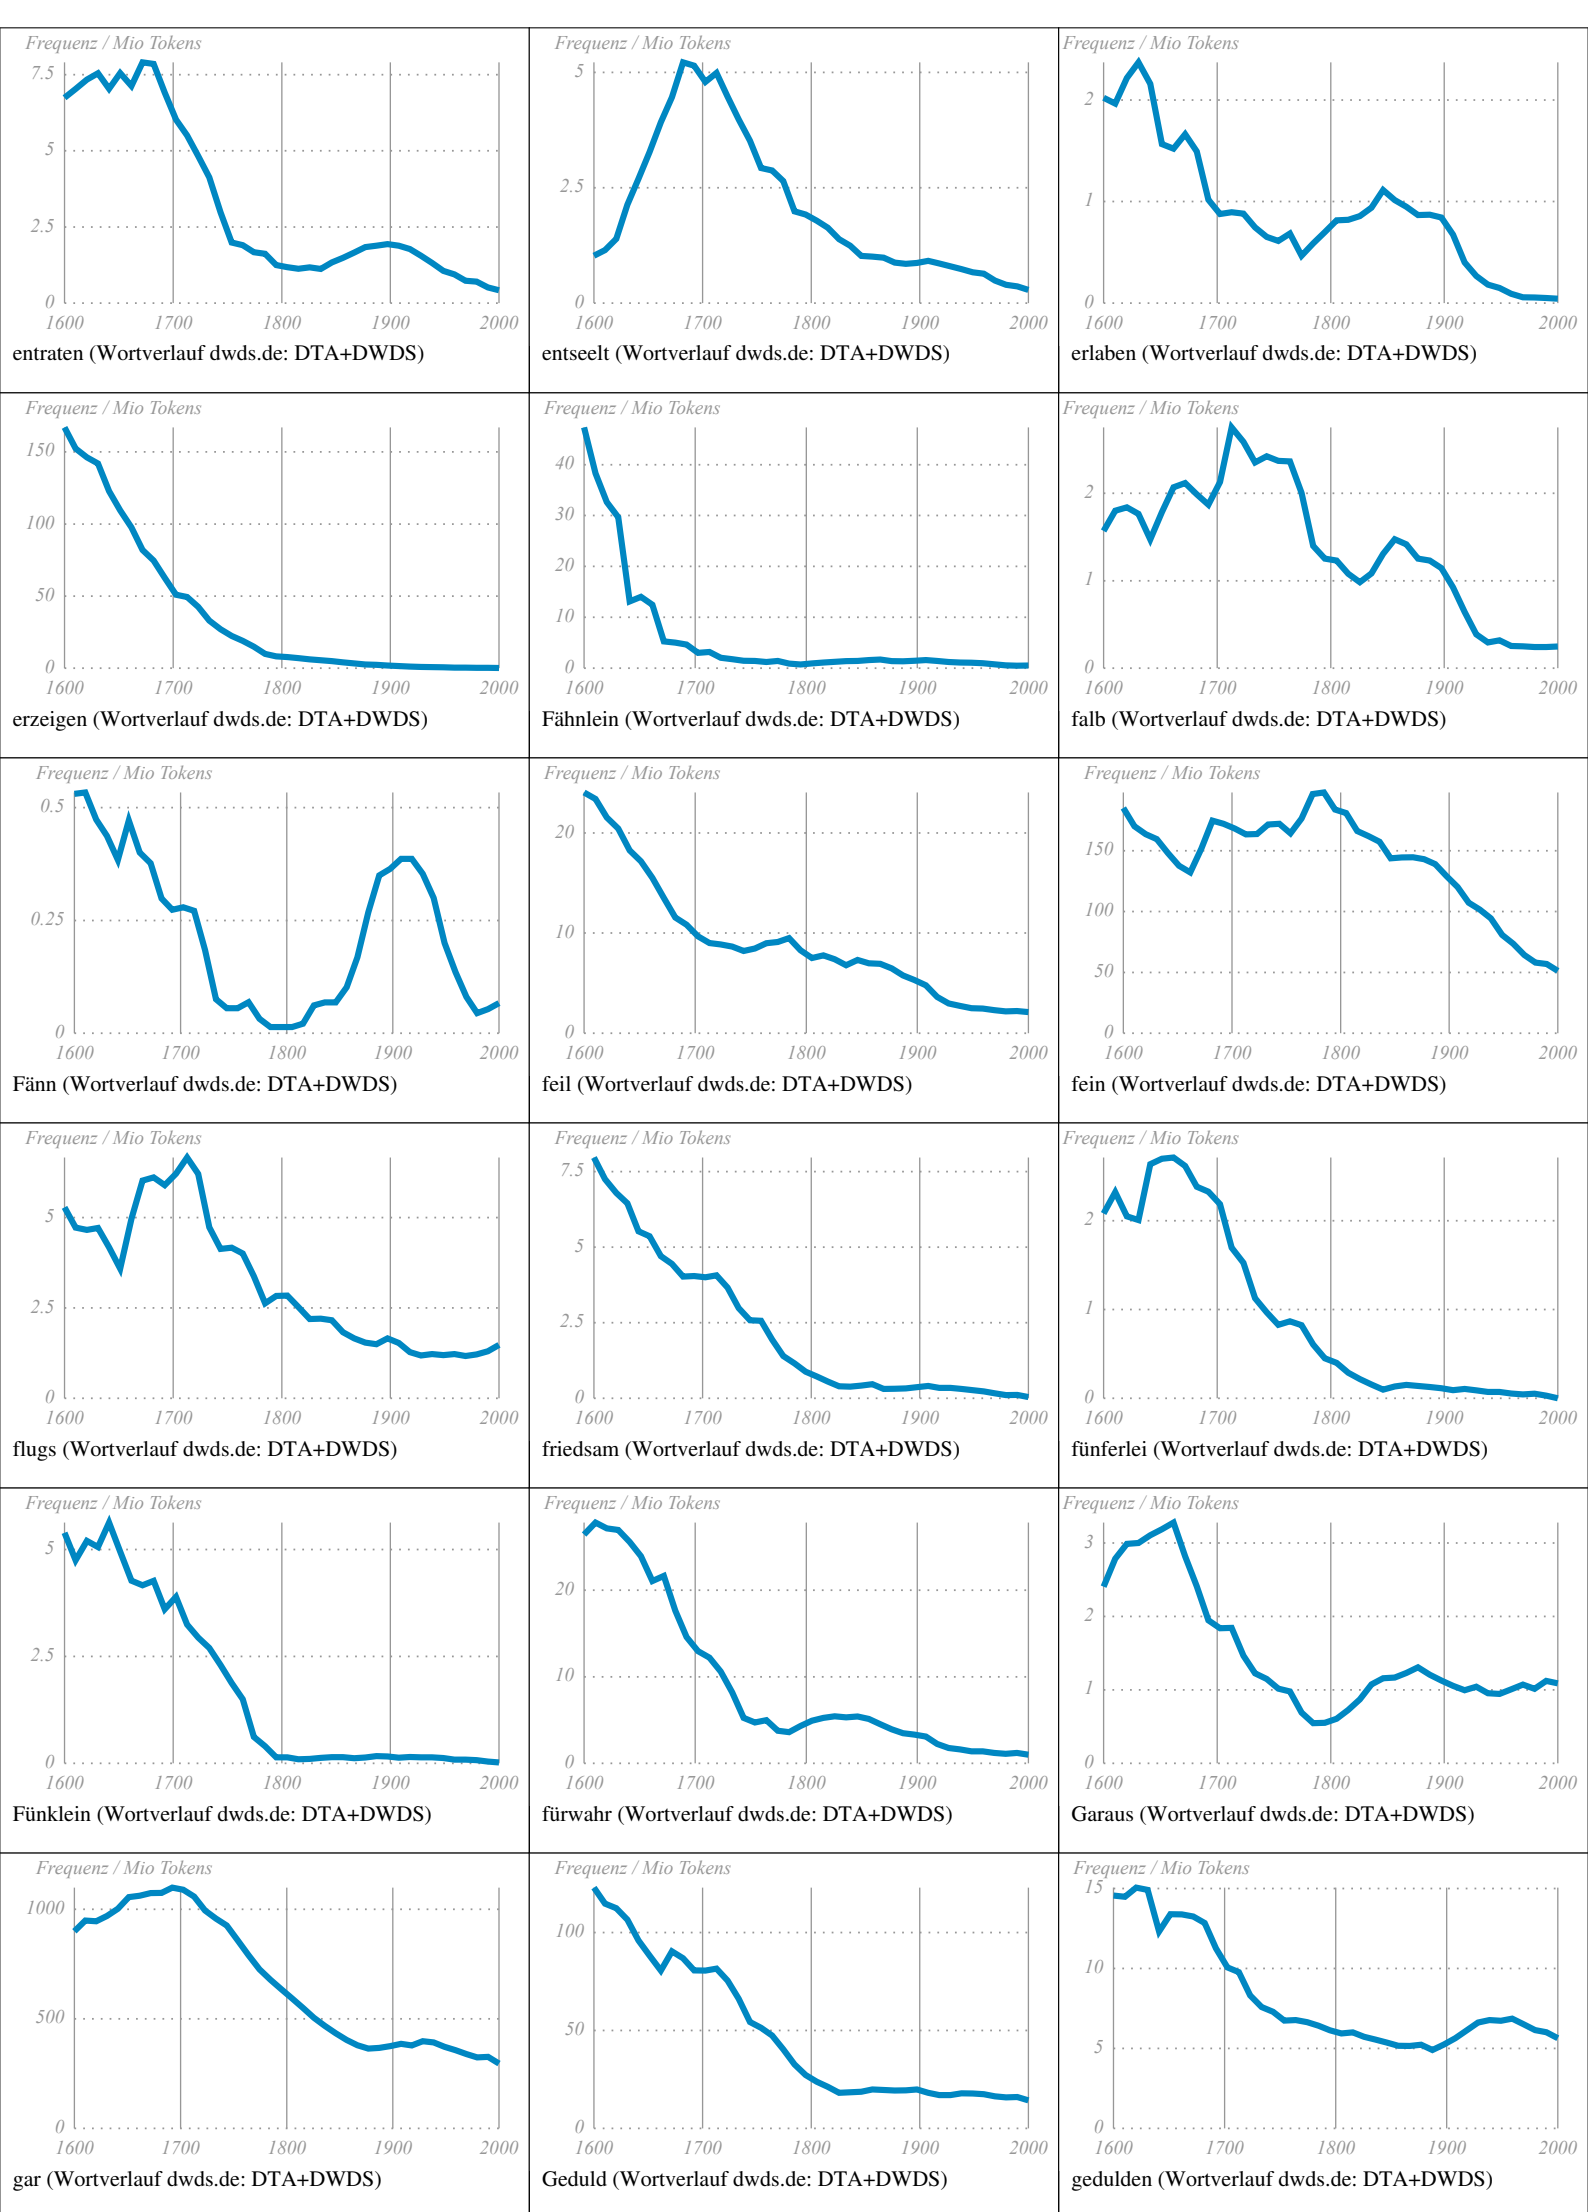 Frequenz / Mio Tokens
7.5
5
2.5
0
1600 1700 1800 1900 2000
entraten (Wortverlauf dwds.de: DTA+DWDS)
Frequenz / Mio Tokens
5
2.5
0
1600 1700 1800 1900 2000
entseelt (Wortverlauf dwds.de: DTA+DWDS)
Frequenz / Mio Tokens
2
1
0
1600 1700 1800 1900 2000
erlaben (Wortverlauf dwds.de: DTA+DWDS)
Frequenz / Mio Tokens
150
100
50
0
1600 1700 1800 1900 2000
erzeigen (Wortverlauf dwds.de: DTA+DWDS)
Frequenz / Mio Tokens
40
30
20
10
0
1600 1700 1800 1900 2000
Fähnlein (Wortverlauf dwds.de: DTA+DWDS)
Frequenz / Mio Tokens
2
1
0
1600 1700 1800 1900 2000
falb (Wortverlauf dwds.de: DTA+DWDS)
Frequenz / Mio Tokens
0.5
0.25
0
1600 1700 1800 1900 2000
Fänn (Wortverlauf dwds.de: DTA+DWDS)
Frequenz / Mio Tokens
20
10
0
1600 1700 1800 1900 2000
feil (Wortverlauf dwds.de: DTA+DWDS)
Frequenz / Mio Tokens
150
100
50
0
1600 1700 1800 1900 2000
fein (Wortverlauf dwds.de: DTA+DWDS)
Frequenz / Mio Tokens
5
2.5
0
1600 1700 1800 1900 2000
flugs (Wortverlauf dwds.de: DTA+DWDS)
Frequenz / Mio Tokens
7.5
5
2.5
0
1600 1700 1800 1900 2000
friedsam (Wortverlauf dwds.de: DTA+DWDS)
Frequenz / Mio Tokens
2
1
0
1600 1700 1800 1900 2000
fünferlei (Wortverlauf dwds.de: DTA+DWDS)
Frequenz / Mio Tokens
5
2.5
0
1600 1700 1800 1900 2000
Fünklein (Wortverlauf dwds.de: DTA+DWDS)
Frequenz / Mio Tokens
20
10
0
1600 1700 1800 1900 2000
fürwahr (Wortverlauf dwds.de: DTA+DWDS)
Frequenz / Mio Tokens
3
2
1
0
1600 1700 1800 1900 2000
Garaus (Wortverlauf dwds.de: DTA+DWDS)
Frequenz / Mio Tokens
1000
500
0
1600 1700 1800 1900 2000
gar (Wortverlauf dwds.de: DTA+DWDS)
Frequenz / Mio Tokens
100
50
0
1600 1700 1800 1900 2000
Geduld (Wortverlauf dwds.de: DTA+DWDS)
Frequenz / Mio Tokens
15
10
5
0
1600 1700 1800 1900 2000
gedulden (Wortverlauf dwds.de: DTA+DWDS)